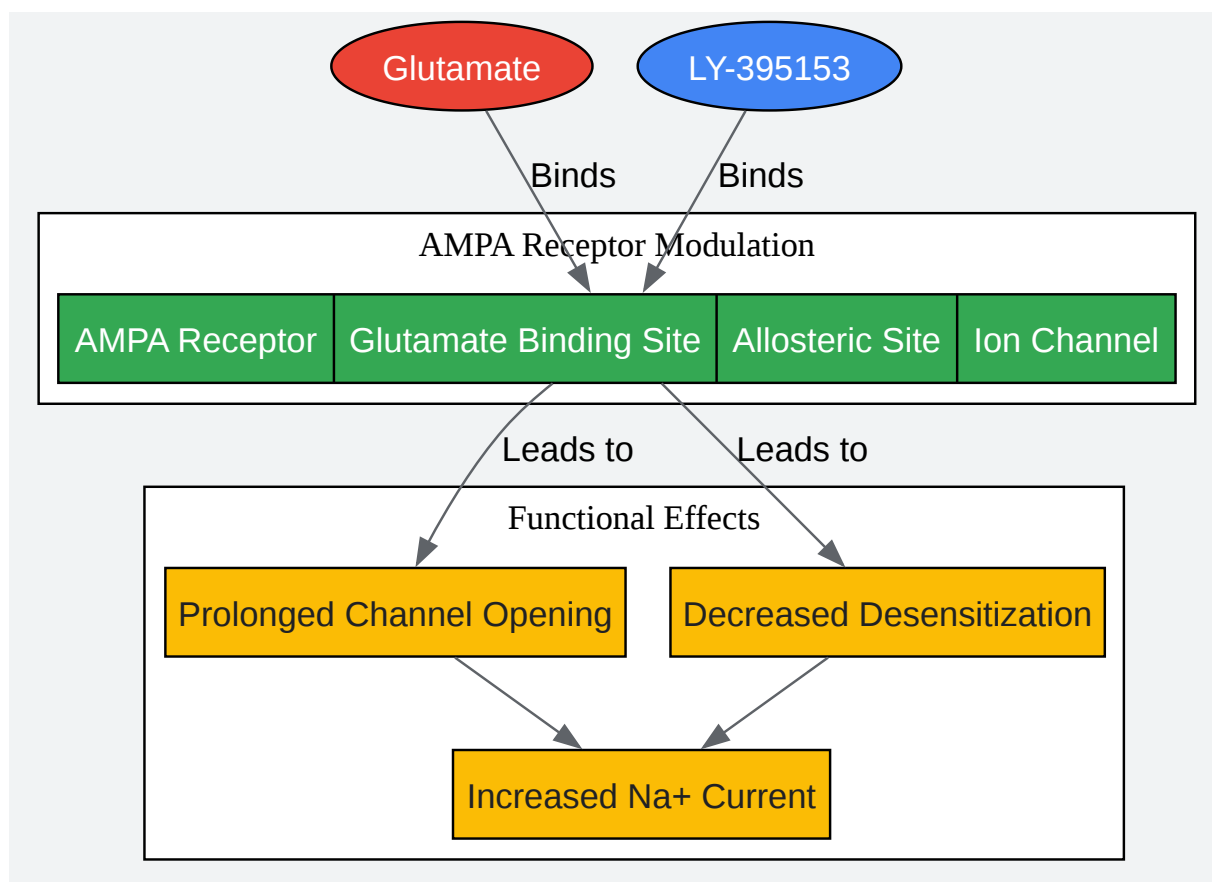 Glutamate
LY-395153
Binds
Binds
AMPA Receptor Modulation
AMPA Receptor
Glutamate Binding Site
Allosteric Site
Ion Channel
Leads to
Leads to
Functional Effects
Prolonged Channel Opening
Decreased Desensitization
Increased Na+ Current